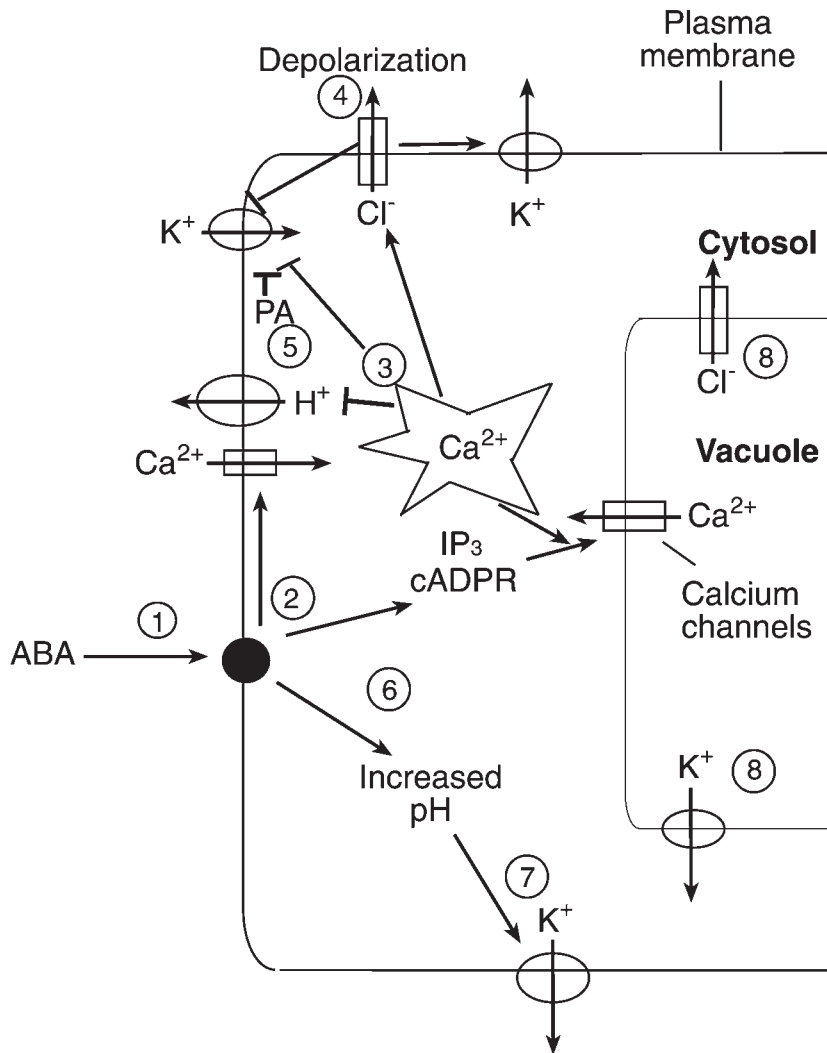 Plasma
membrane
Depolarization
4
Cl⁻
K⁺
K⁺
Cytosol
PA
5
3
8
Cl⁻
H⁺
Ca²⁺
Ca²⁺
Vacuole
Ca²⁺
IP₃
cADPR
2
Calcium
channels
1
ABA
6
Increased
pH
K⁺
8
7
K⁺